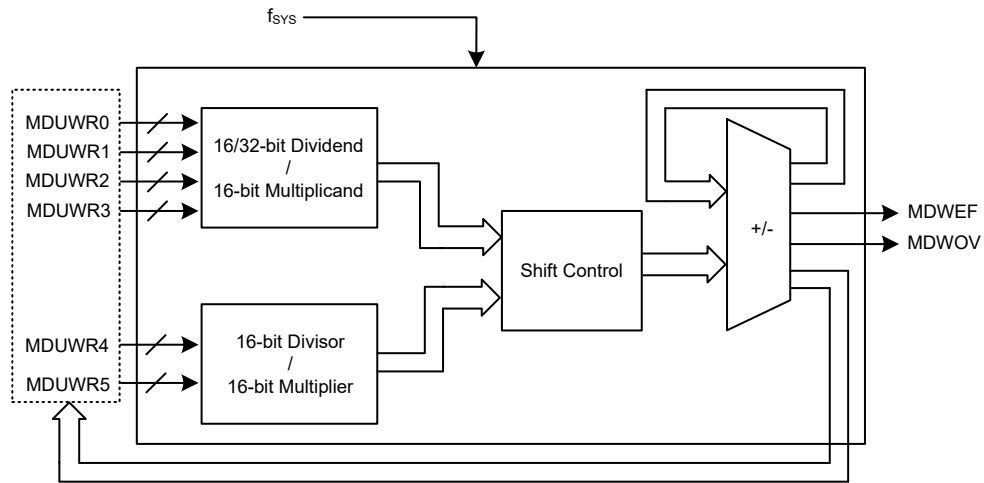 fSYS
MDUWR0
MDUWR1
MDUWR2
MDUWR3
MDUWR4
MDUWR5
16/32-bit Dividend
/
16-bit Multiplicand
16-bit Divisor
/
16-bit Multiplier
Shift Control
+/-
MDWEF
MDWOV